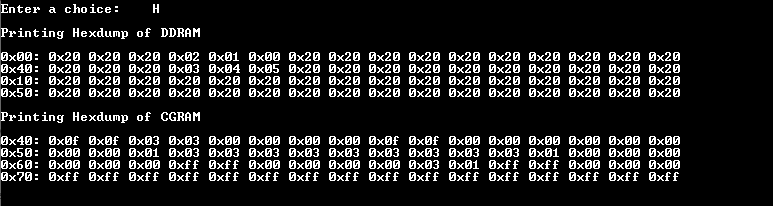 Enter a choice:    H
Printing Hexdump of DDRAM
0x00: 0x20 0x20 0x20 0x02 0x01 0x00 0x20 0x20 0x20 0x20 0x20 0x20 0x20 0x20 0x20 0x20
0x40: 0x20 0x20 0x20 0x03 0x04 0x05 0x20 0x20 0x20 0x20 0x20 0x20 0x20 0x20 0x20 0x20
0x10: 0x20 0x20 0x20 0x20 0x20 0x20 0x20 0x20 0x20 0x20 0x20 0x20 0x20 0x20 0x20 0x20
0x50: 0x20 0x20 0x20 0x20 0x20 0x20 0x20 0x20 0x20 0x20 0x20 0x20 0x20 0x20 0x20 0x20
Printing Hexdump of CGRAM
0x40: 0x0f 0x0f 0x03 0x03 0x00 0x00 0x00 0x00 0x0f 0x0f 0x00 0x00 0x00 0x00 0x00 0x00
0x50: 0x00 0x00 0x01 0x03 0x03 0x03 0x03 0x03 0x03 0x03 0x03 0x03 0x01 0x00 0x00 0x00
0x60: 0x00 0x00 0x00 0xff 0xff 0x00 0x00 0x00 0x00 0x03 0x01 0xff 0xff 0x00 0x00 0x00
0x70: 0xff 0xff 0xff 0xff 0xff 0xff 0xff 0xff 0xff 0xff 0xff 0xff 0xff 0xff 0xff 0xff